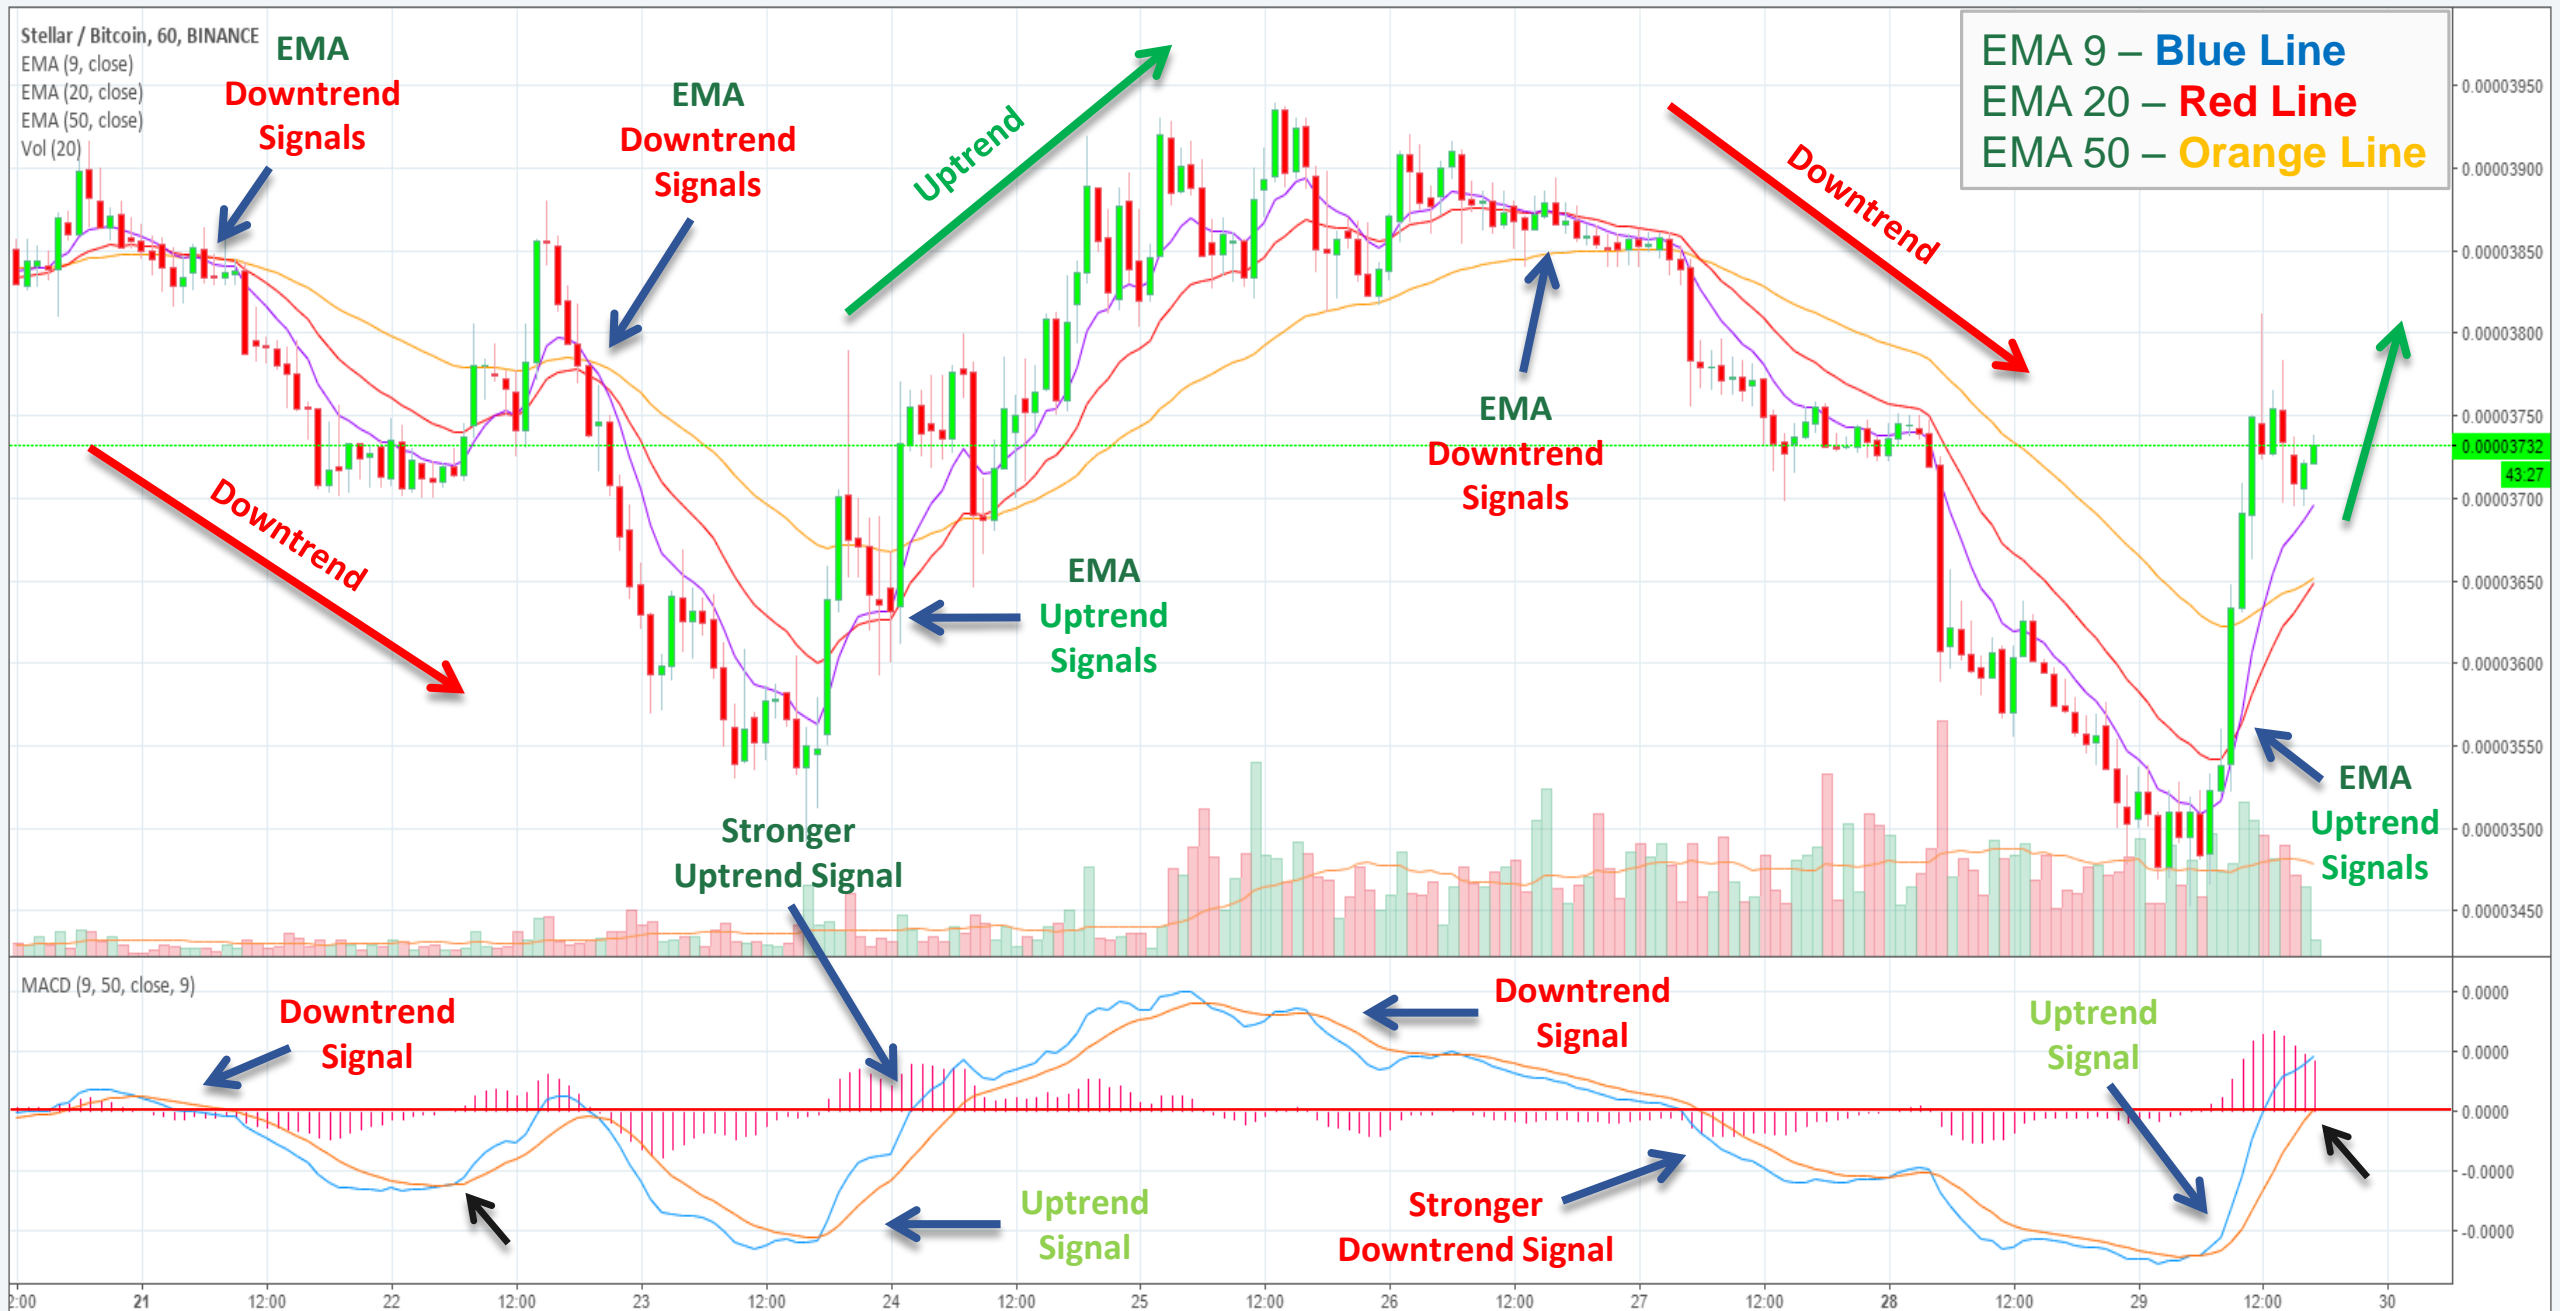 Stellar / Bitcoin, 60, BINANCE
EMA (9, close)
EMA (20, close)
EMA (50, close)
Vol (20)
EMA
Downtrend
Signals
EMA
Downtrend
Signals
Uptrend
Downtrend
EMA 9 – Blue Line
EMA 20 – Red Line
EMA 50 – Orange Line
Downtrend
EMA
Downtrend
Signals
EMA
Uptrend
Signals
Stronger
Uptrend Signal
EMA
Uptrend
Signals
0.00003950
0.00003900
0.00003850
0.00003800
0.00003750
0.00003732
43:27
0.00003700
0.00003650
0.00003600
0.00003550
0.00003500
0.00003450
MACD (9, 50, close, 9)
Downtrend
Signal
Downtrend
Signal
Uptrend
Signal
Uptrend
Signal
Stronger
Downtrend Signal
0.0000
0.0000
0.0000
-0.0000
-0.0000
2:00 21 12:00 22 12:00 23 12:00 24 12:00 25 12:00 26 12:00 27 12:00 28 12:00 29 12:00 30